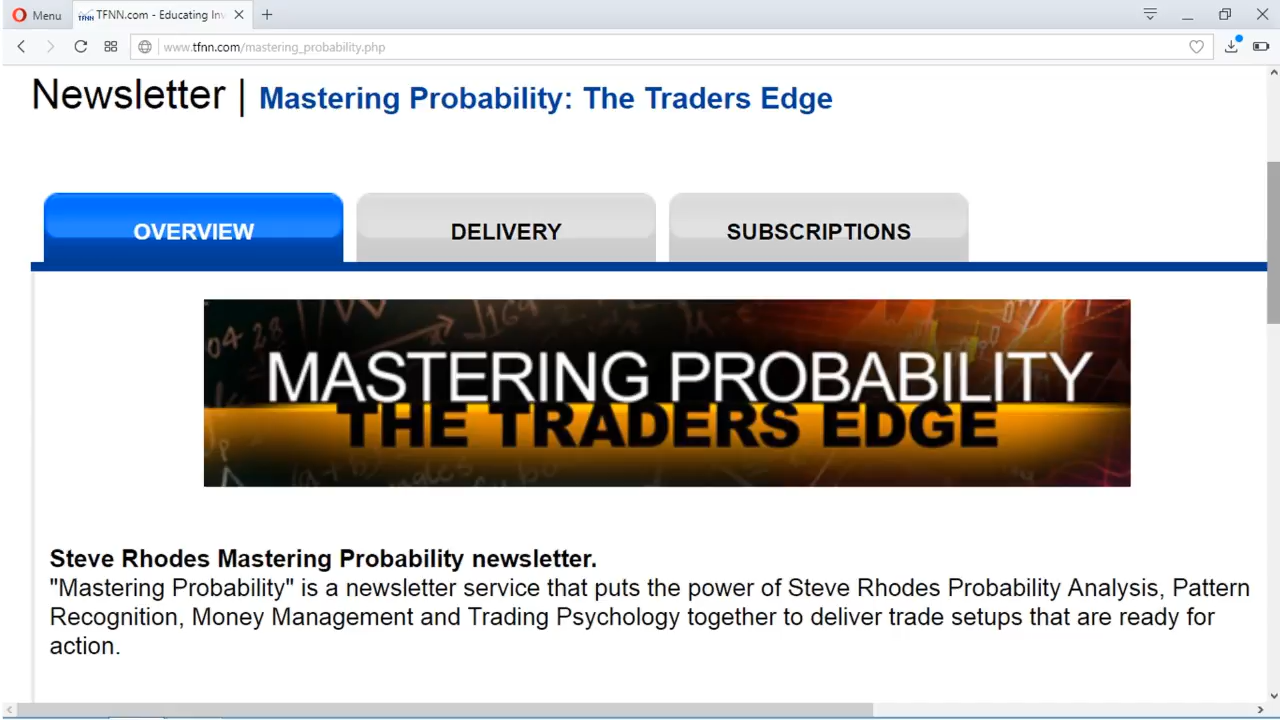 Menu
TFNN.com - Educating Inv
www.tfnn.com/mastering_probability.php
Newsletter | Mastering Probability: The Traders Edge
OVERVIEW
DELIVERY
SUBSCRIPTIONS
MASTERING PROBABILITY
THE TRADERS EDGE
Steve Rhodes Mastering Probability newsletter.
"Mastering Probability" is a newsletter service that puts the power of Steve Rhodes Probability Analysis, Pattern
Recognition, Money Management and Trading Psychology together to deliver trade setups that are ready for
action.